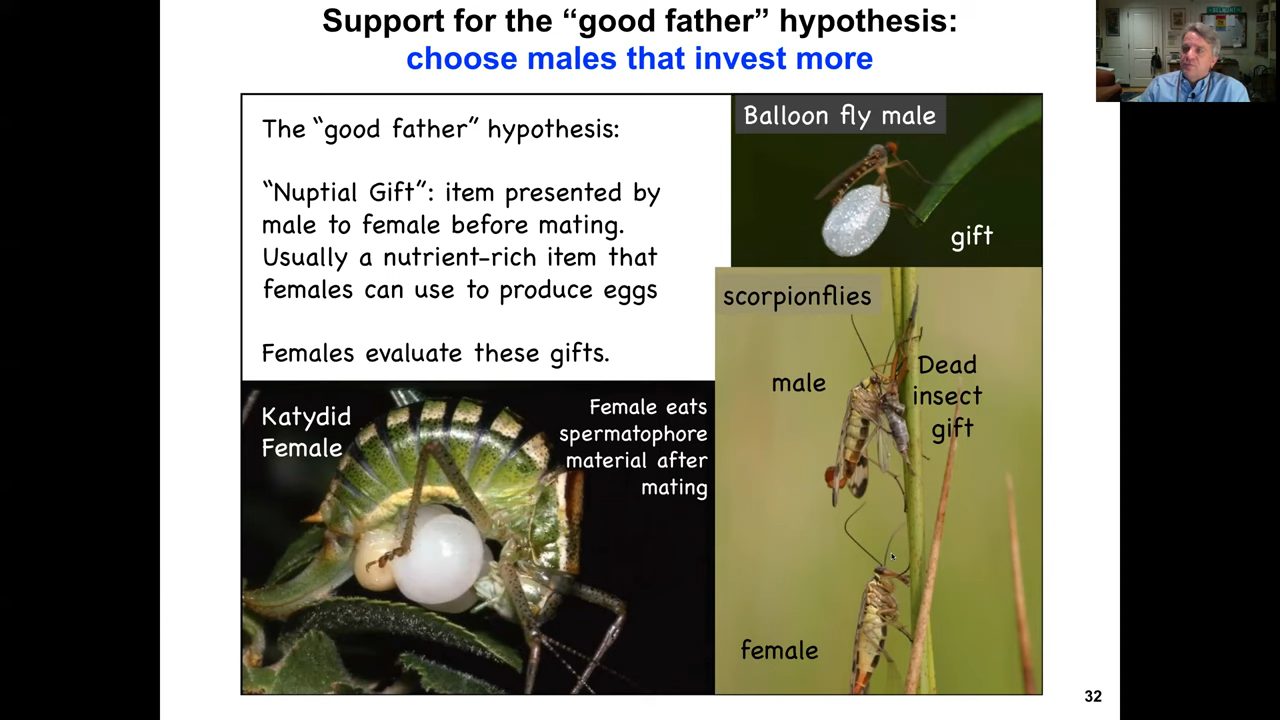 Support for the “good father” hypothesis:
choose males that invest more
The “good father” hypothesis:
“Nuptial Gift”: item presented by
male to female before mating.
Usually a nutrient-rich item that
females can use to produce eggs
Females evaluate these gifts.
Balloon fly male
gift
scorpionflies
male
Dead
insect
gift
female
Katydid
Female
Female eats
spermatophore
material after
mating
32